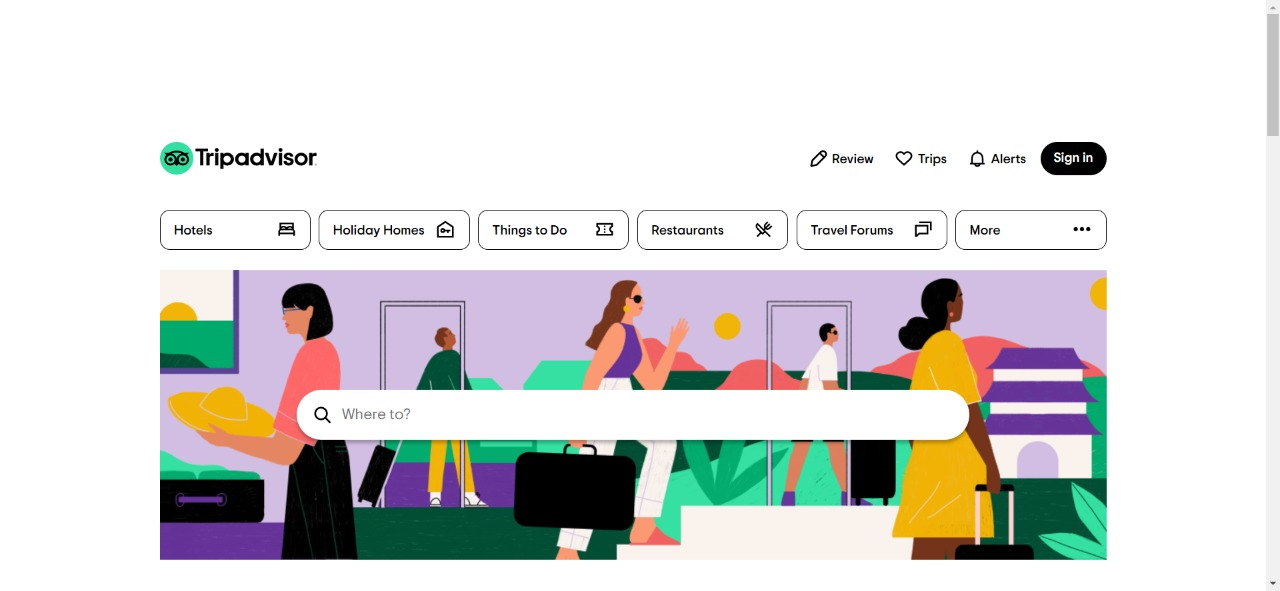 Tripadvisor
Review
Trips
Alerts
Sign in
Hotels
Holiday Homes
Things to Do
Restaurants
Travel Forums
More
Where to?